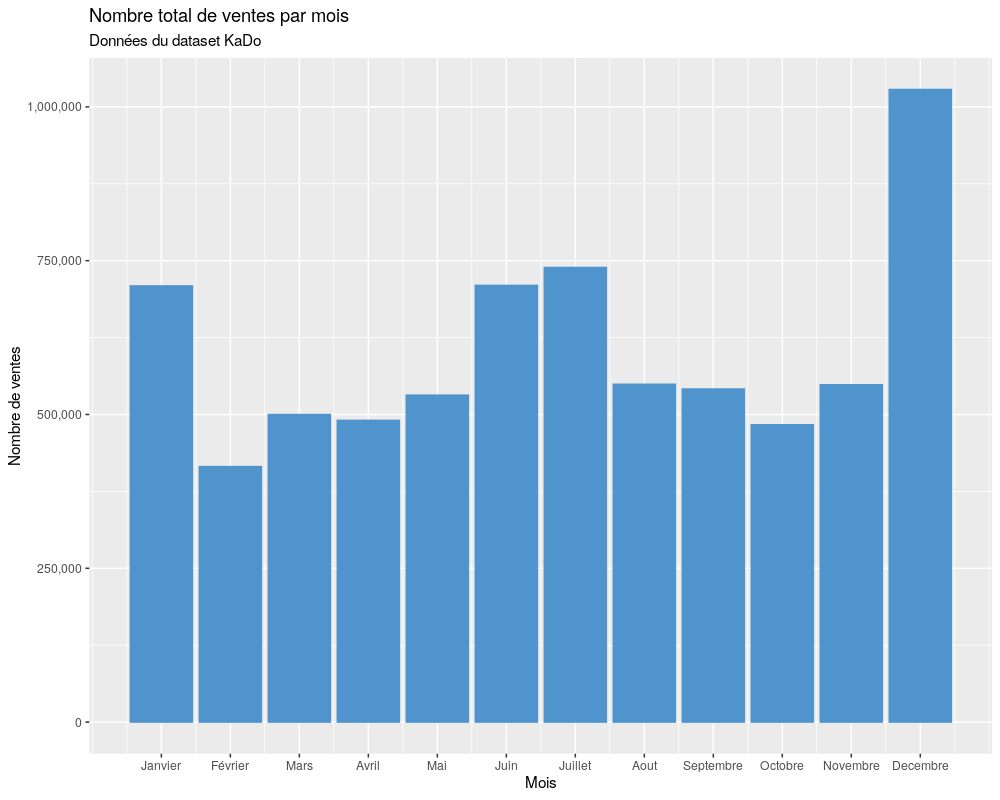 Nombre total de ventes par mois
Données du dataset KaDo
1,000,000
750,000
500,000
250,000
0
Nombre de ventes
Janvier Février Mars Avril Mai Juin Juillet Aout Septembre Octobre Novembre Decembre
Mois